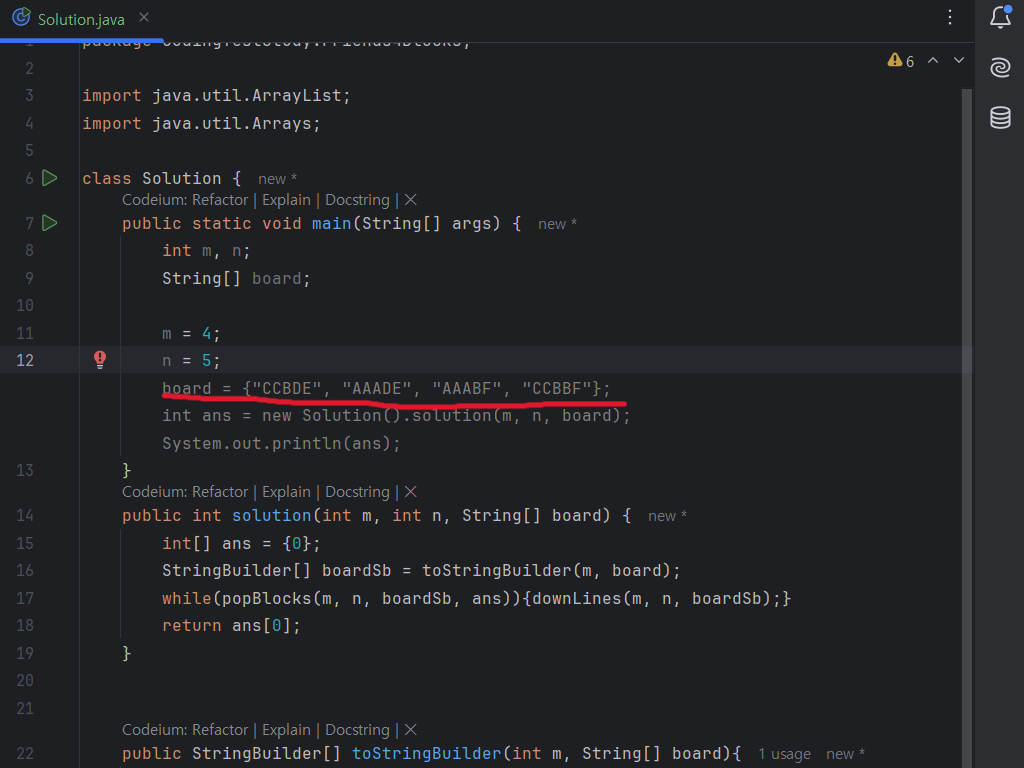 Solution.java
6
2
3 import java.util.ArrayList;
4 import java.util.Arrays;
5
6 class Solution { new *
Codeium: Refactor | Explain | Docstring | ×
7 public static void main(String[] args) { new *
8 int m, n;
9 String[] board;
10
11 m = 4;
12 n = 5;
board = {"CCBDE", "AAADE", "AAABF", "CCBBF"};
int ans = new Solution().solution(m, n, board);
System.out.println(ans);
13 }
Codeium: Refactor | Explain | Docstring | ×
14 public int solution(int m, int n, String[] board) { new *
15 int[] ans = {0};
16 StringBuilder[] boardSb = toStringBuilder(m, board);
17 while(popBlocks(m, n, boardSb, ans)){downLines(m, n, boardSb);}
18 return ans[0];
19 }
20
21
Codeium: Refactor | Explain | Docstring | ×
22 public StringBuilder[] toStringBuilder(int m, String[] board){ 1 usage new *